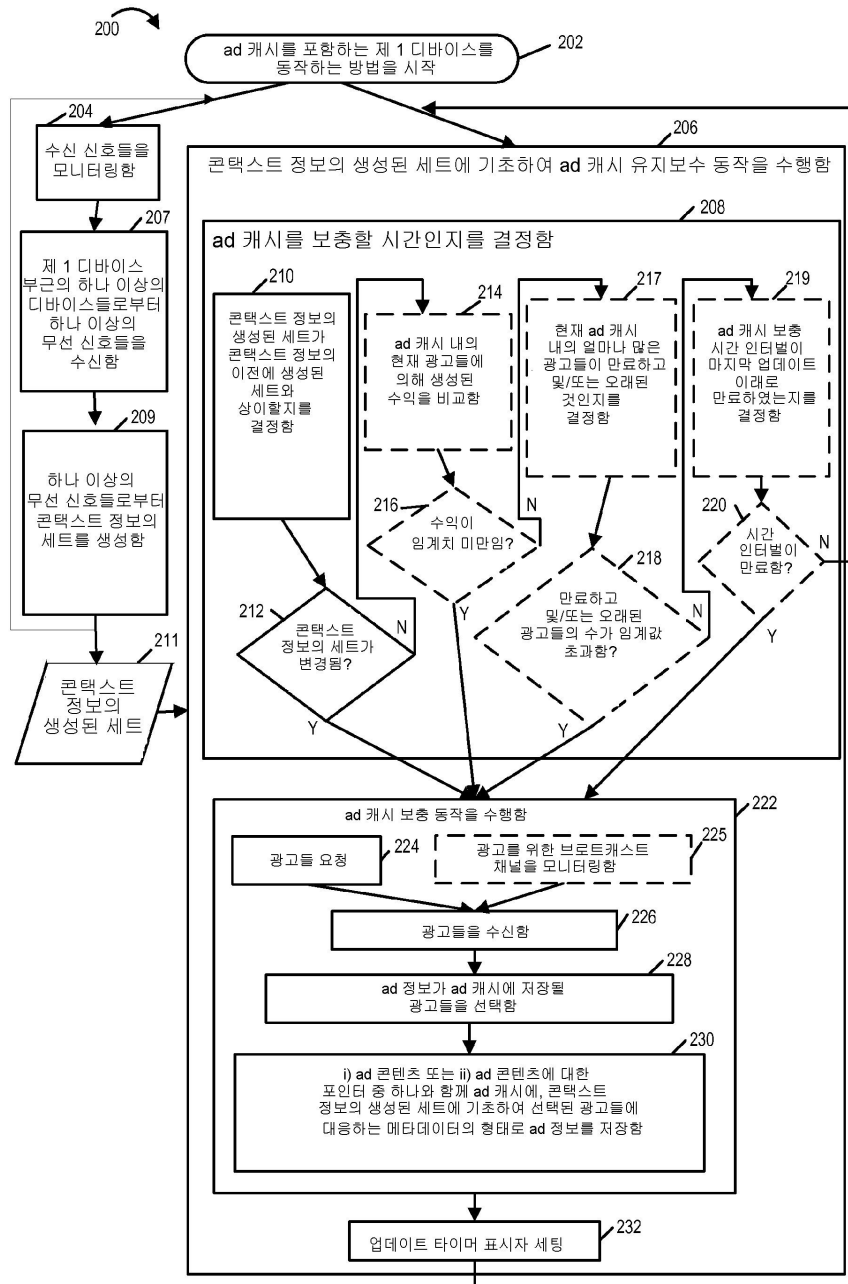 200
ad 캐시를 포함하는 제 1 디바이스를
동작하는 방법을 시작
202
204
수신 신호들을
모니터링함
207
제 1 디바이스
부근의 하나 이상의
디바이스들로부터
하나 이상의
무선 신호들을
수신함
209
하나 이상의
무선 신호들로부터
콘택스트 정보의
세트를 생성함
211
콘택스트
정보의
생성된 세트
206
콘택스트 정보의 생성된 세트에 기초하여 ad 캐시 유지보수 동작을 수행함
208
ad 캐시를 보충할 시간인지를 결정함
210
콘택스트 정보의
생성된 세트가
콘택스트 정보의
이전에 생성된
세트와
상이할지를
결정함
212
콘택스트
정보의 세트가
변경됨?
N
Y
214
ad 캐시 내의
현재 광고들에
의해 생성된
수익을 비교함
216
수익이
임계치 미만임?
N
Y
217
현재 ad 캐시
내의 얼마나 많은
광고들이 만료하고
및/또는 오래된
것인지를
결정함
218
만료하고
및/또는 오래된
광고들의 수가 임계값
초과함?
N
Y
219
ad 캐시 보충
시간 인터벌이
마지막 업데이트
이래로
만료하였는지를
결정함
220
시간
인터벌이
만료함?
N
Y
222
ad 캐시 보충 동작을 수행함
224
광고들 요청
225
광고를 위한 브로트캐스트
채널을 모니터링함
226
광고들을 수신함
228
ad 정보가 ad 캐시에 저장될
광고들을 선택함
230
i) ad 콘텐츠 또는 ii) ad 콘텐츠에 대한
포인터 중 하나와 함께 ad 캐시에, 콘택스트
정보의 생성된 세트에 기초하여 선택된 광고들에
대응하는 메타데이터의 형태로 ad 정보를 저장함
232
업데이트 타이머 표시자 세팅